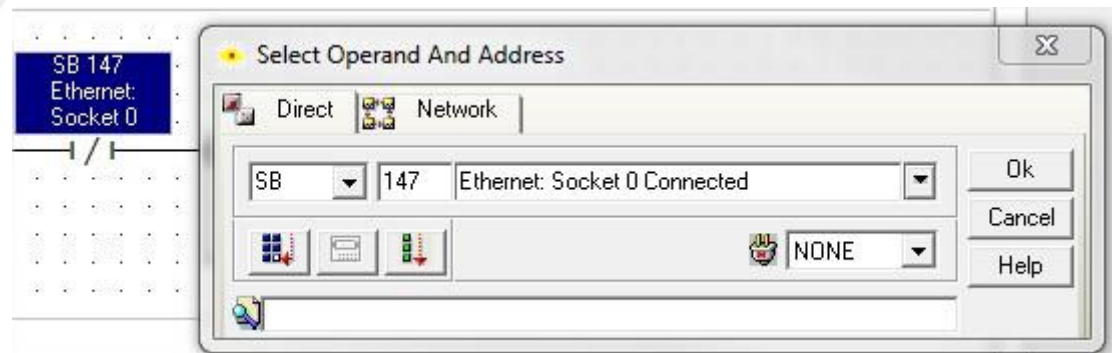 SB 147
Ethernet:
Socket 0
Select Operand And Address
Direct Network
SB 147 Ethernet: Socket 0 Connected
Ok
Cancel
NONE
Help